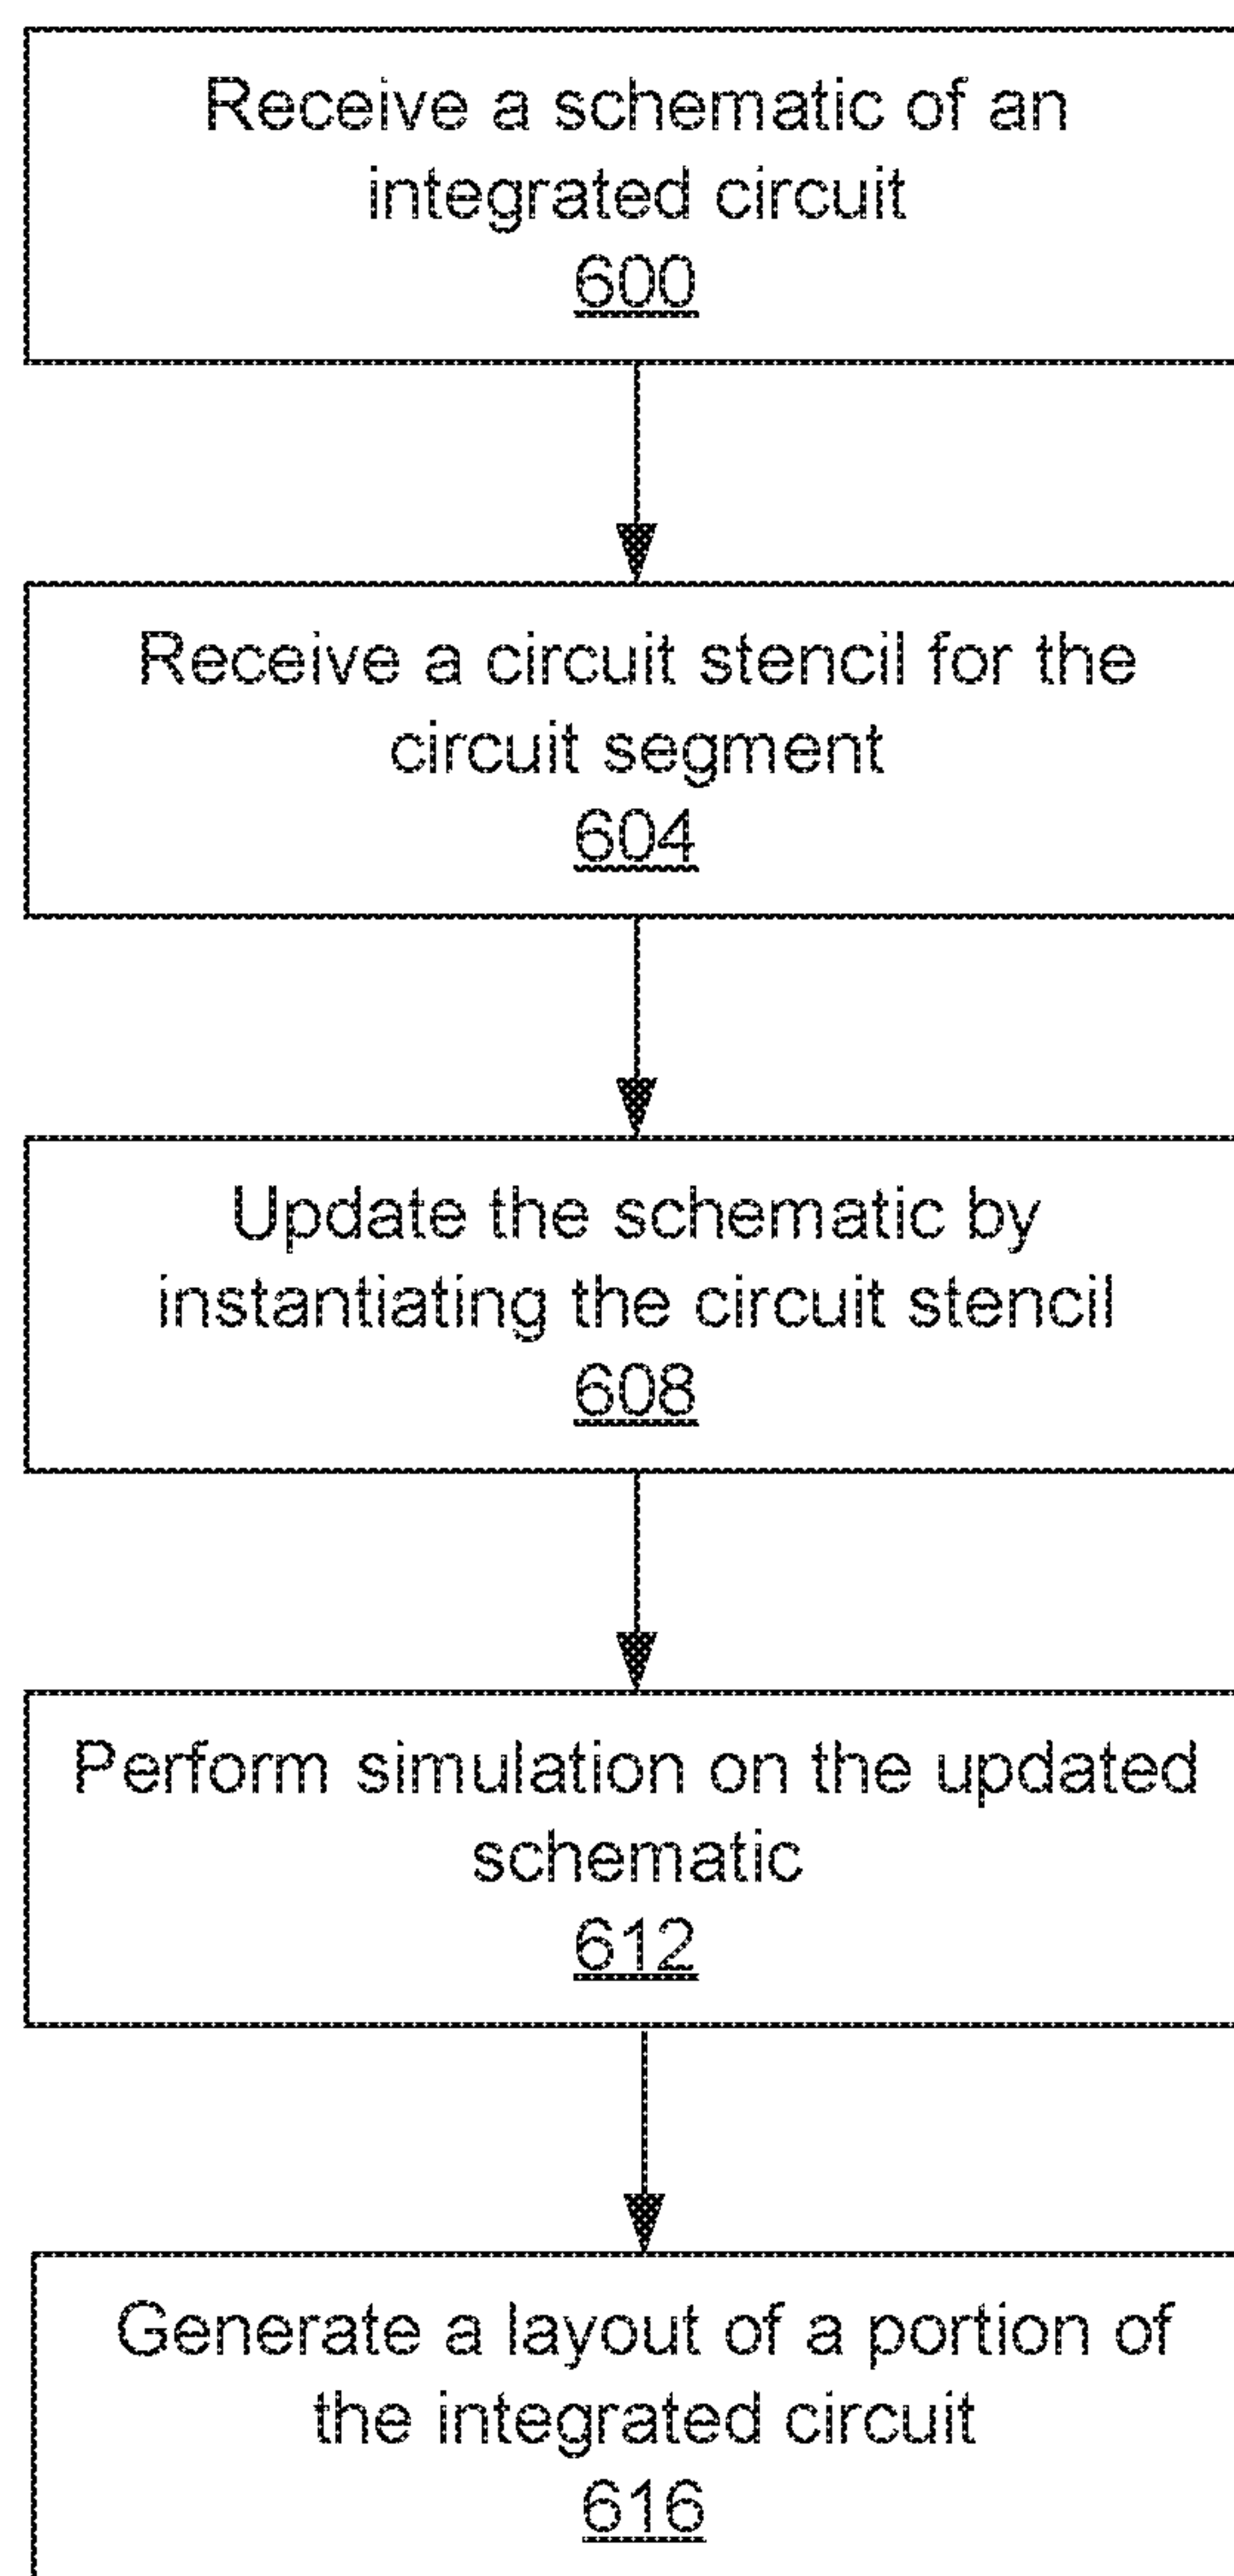 Receive a schematic of an
integrated circuit
600
Receive a circuit stencil for the
circuit segment
604
Update the schematic by
instantiating the circuit stencil
608
Perform simulation on the updated
schematic
612
Generate a layout of a portion of
the integrated circuit
616